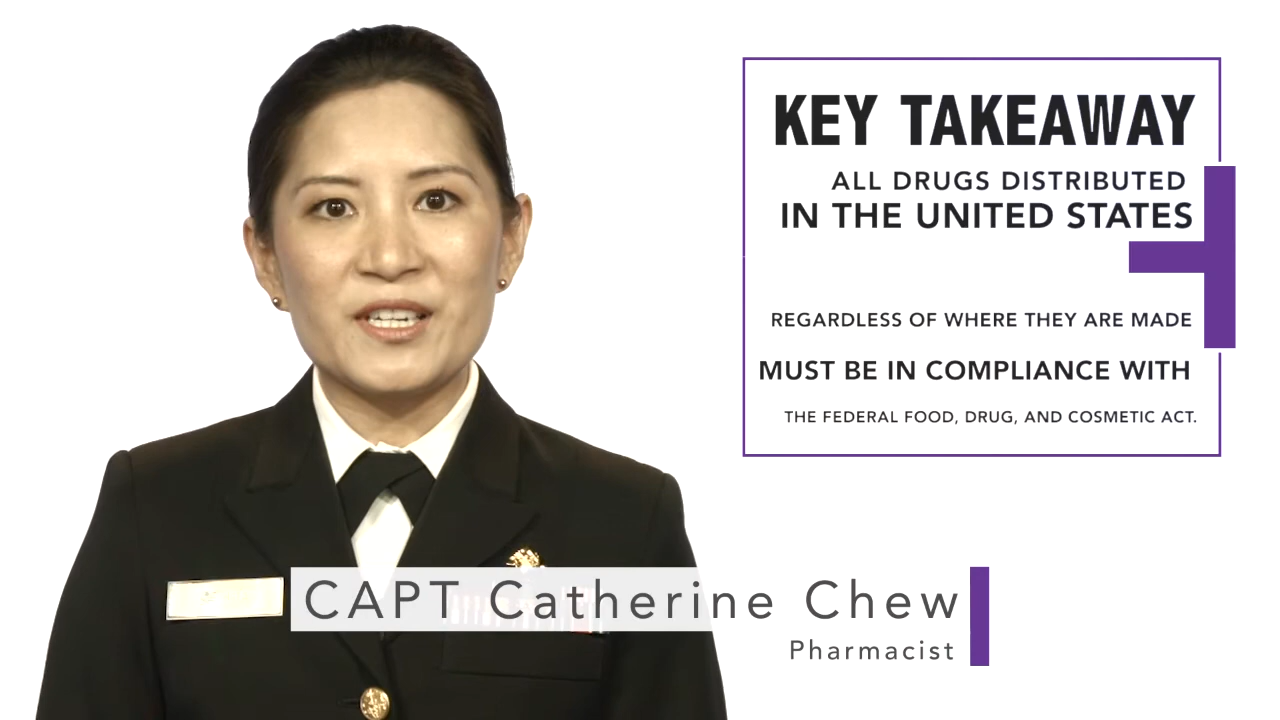 KEY TAKEAWAY
ALL DRUGS DISTRIBUTED
IN THE UNITED STATES
REGARDLESS OF WHERE THEY ARE MADE
MUST BE IN COMPLIANCE WITH
THE FEDERAL FOOD, DRUG, AND COSMETIC ACT.
CAPT Catherine Chew
Pharmacist